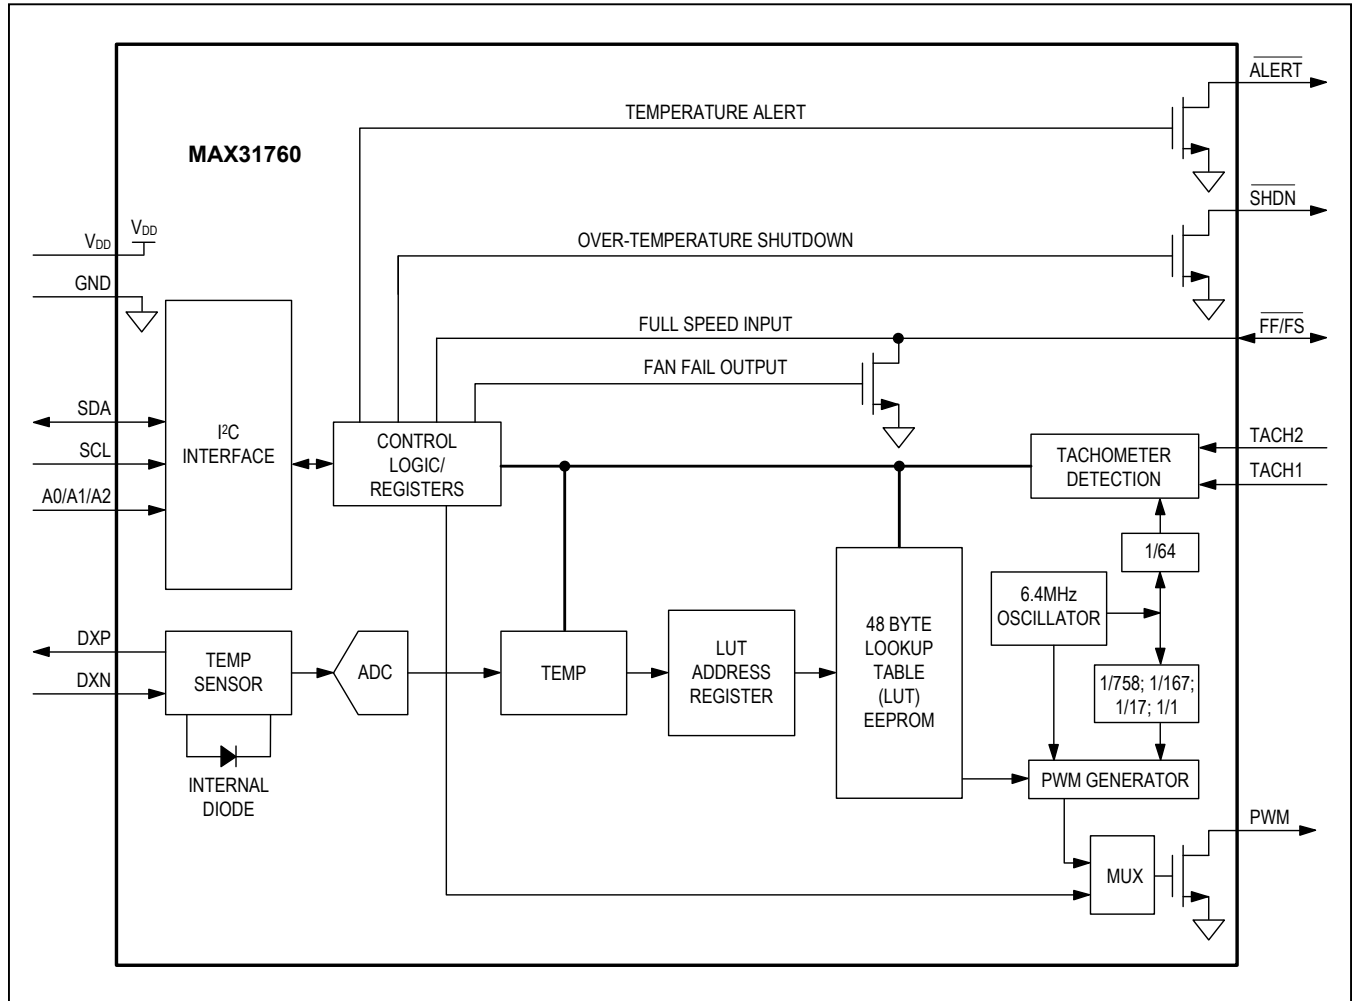 ALERT
TEMPERATURE ALERT
MAX31760
SHDN
VDD
VDD
OVER-TEMPERATURE SHUTDOWN
GND
FULL SPEED INPUT
FF/FS
FAN FAIL OUTPUT
SDA
SCL
A0/A1/A2
I²C
INTERFACE
CONTROL
LOGIC/
REGISTERS
TACHOMETER
DETECTION
TACH2
TACH1
1/64
6.4MHz
OSCILLATOR
DXP
DXN
TEMP
SENSOR
ADC
TEMP
LUT
ADDRESS
REGISTER
48 BYTE
LOOKUP
TABLE
(LUT)
EEPROM
1/758; 1/167;
1/17; 1/1
INTERNAL
DIODE
PWM GENERATOR
PWM
MUX